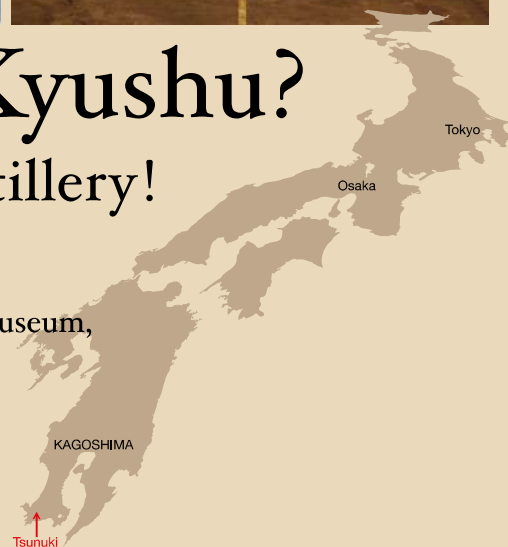 Kyushu?
tillery!
useum,
Tokyo
Osaka
KAGOSHIMA
Tsunuki